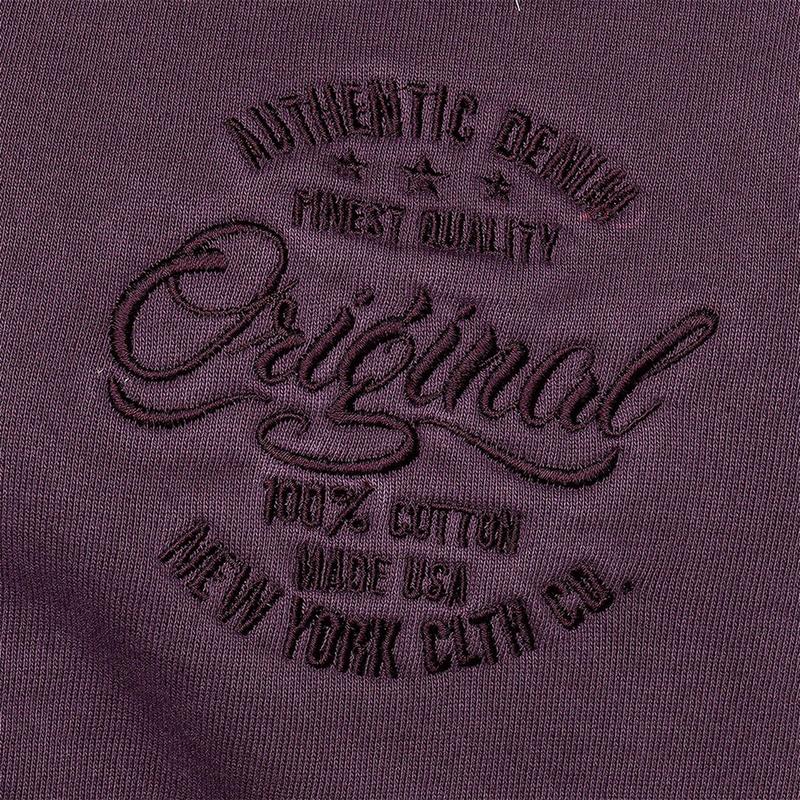 AUTHENTIC DENIM
FINEST QUALITY
Original
100% COTTON
MADE USA
NEW YORK CLTH CO.